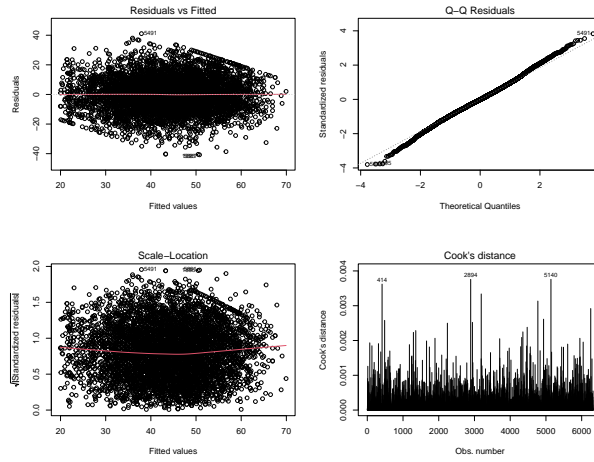 Residuals vs Fitted
Residuals
40
20
0
−20
−40
5491
20 30 40 50 60 70
Fitted values
Q−Q Residuals
Standardized residuals
4
2
0
−2
−4
5491
−4 −2 0 2
Theoretical Quantiles
Scale−Location
√|Standardized residuals|
2.0
1.5
1.0
0.5
0.0
5491
20 30 40 50 60 70
Fitted values
Cook's distance
Cook's distance
0.004
0.003
0.002
0.001
0.000
414
2894
5140
0 1000 2000 3000 4000 5000 6000
Obs. number